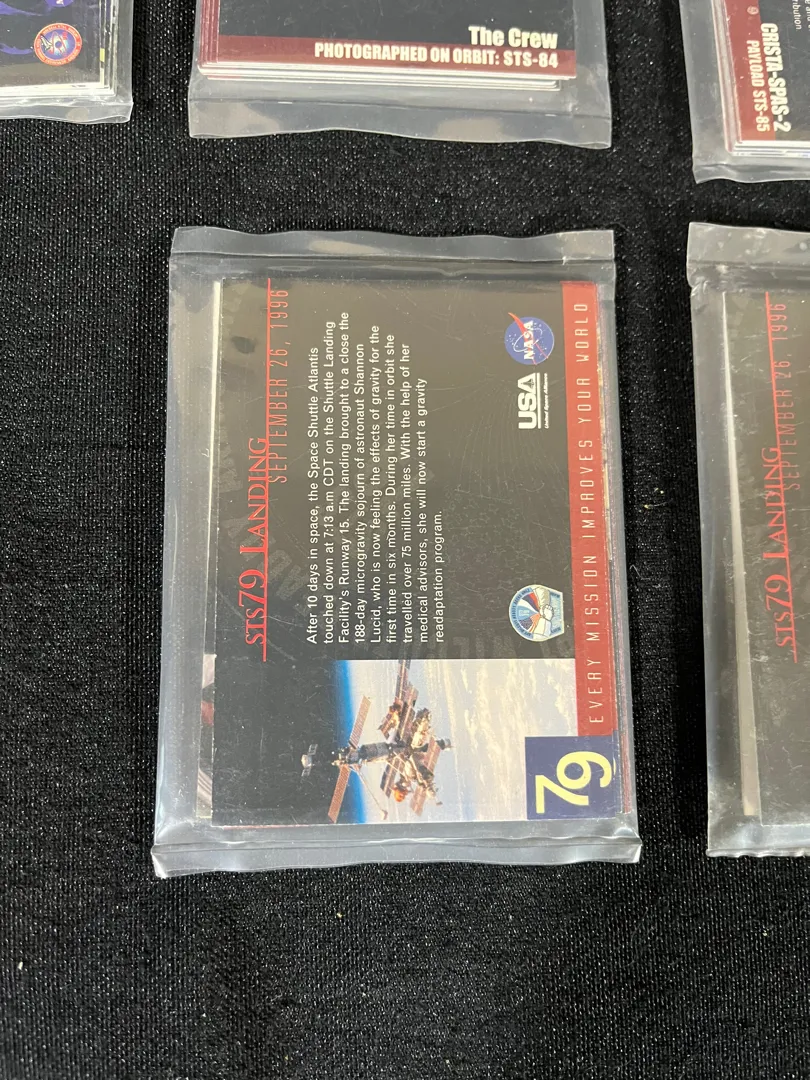 The Crew
PHOTOGRAPHED ON ORBIT: STS-84
CRISTA-SPAS-2
PAYLOAD STS-85
STS79 LANDING
SEPTEMBER 26, 1996
After 10 days in space, the Space Shuttle Atlantis
touched down at 7:13 a.m CDT on the Shuttle Landing
Facility's Runway 15. The landing brought to a close the
188-day microgravity sojourn of astronaut Shannon
Lucid, who is now feeling the effects of gravity for the
first time in six months. During her time in orbit she
travelled over 75 million miles. With the help of her
medical advisors, she will now start a gravity
readaptation program.
NASA
USA
United Space Alliance
79
EVERY MISSION IMPROVES YOUR WORLD
STS79 LANDING
SEPTEMBER 26, 1996